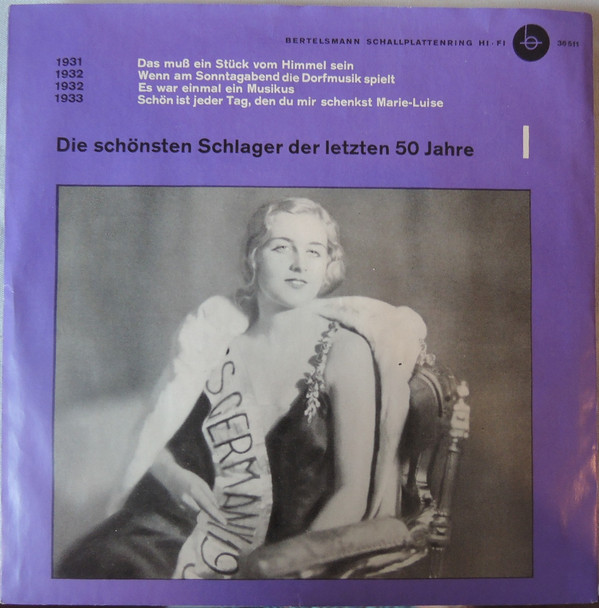 BERTELSMANN SCHALLPLATTENRING HI-FI b 35511
1931 Das muß ein Stück vom Himmel sein
1932 Wenn am Sonntagabend die Dorfmusik spielt
1932 Es war einmal ein Musikus
1933 Schön ist jeder Tag, den du mir schenkst Marie-Luise
Die schönsten Schlager der letzten 50 Jahre I
SGERMANY19